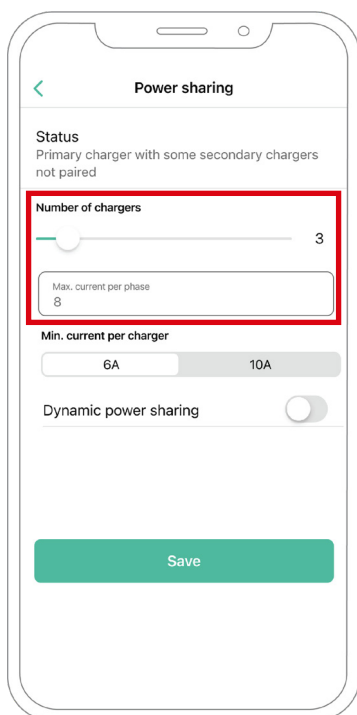 Power sharing
Status
Primary charger with some secondary chargers
not paired
Number of chargers
3
Max. current per phase
8
Min. current per charger
6A 10A
Dynamic power sharing
Save